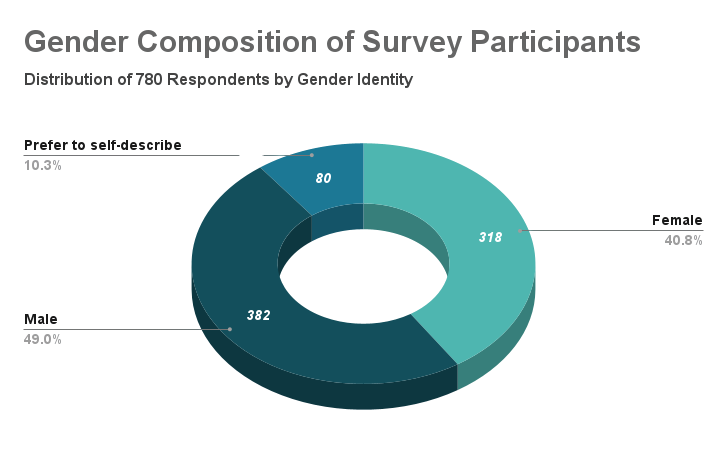 Gender Composition of Survey Participants
Distribution of 780 Respondents by Gender Identity
Prefer to self-describe
10.3%
80
Female
40.8%
318
Male
49.0%
382